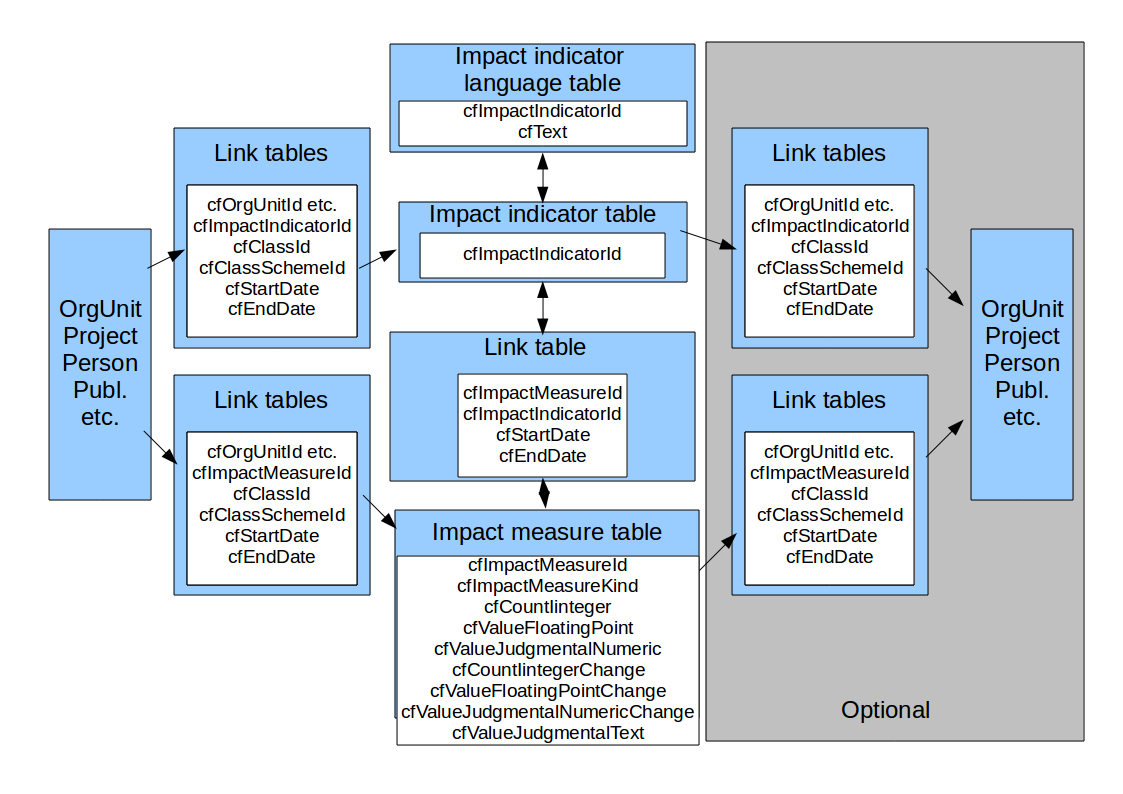 OrgUnit
Project
Person
Publ.
etc.
Link tables
cfOrgUnitId etc.
cfImpactIndicatorId
cfClassId
cfClassSchemeId
cfStartDate
cfEndDate
Link tables
cfOrgUnitId etc.
cfImpactMeasureId
cfClassId
cfClassSchemeId
cfStartDate
cfEndDate
Impact indicator
language table
cfImpactIndicatorId
cfText
Impact indicator table
cfImpactIndicatorId
Link table
cfImpactMeasureId
cfImpactIndicatorId
cfStartDate
cfEndDate
Impact measure table
cfImpactMeasureId
cfImpactMeasureKind
cfCountIinteger
cfValueFloatingPoint
cfValueJudgmentalNumeric
cfCountIintegerChange
cfValueFloatingPointChange
cfValueJudgmentalNumericChange
cfValueJudgmentalText
Link tables
cfOrgUnitId etc.
cfImpactIndicatorId
cfClassId
cfClassSchemeId
cfStartDate
cfEndDate
Link tables
cfOrgUnitId etc.
cfImpactMeasureId
cfClassId
cfClassSchemeId
cfStartDate
cfEndDate
OrgUnit
Project
Person
Publ.
etc.
Optional